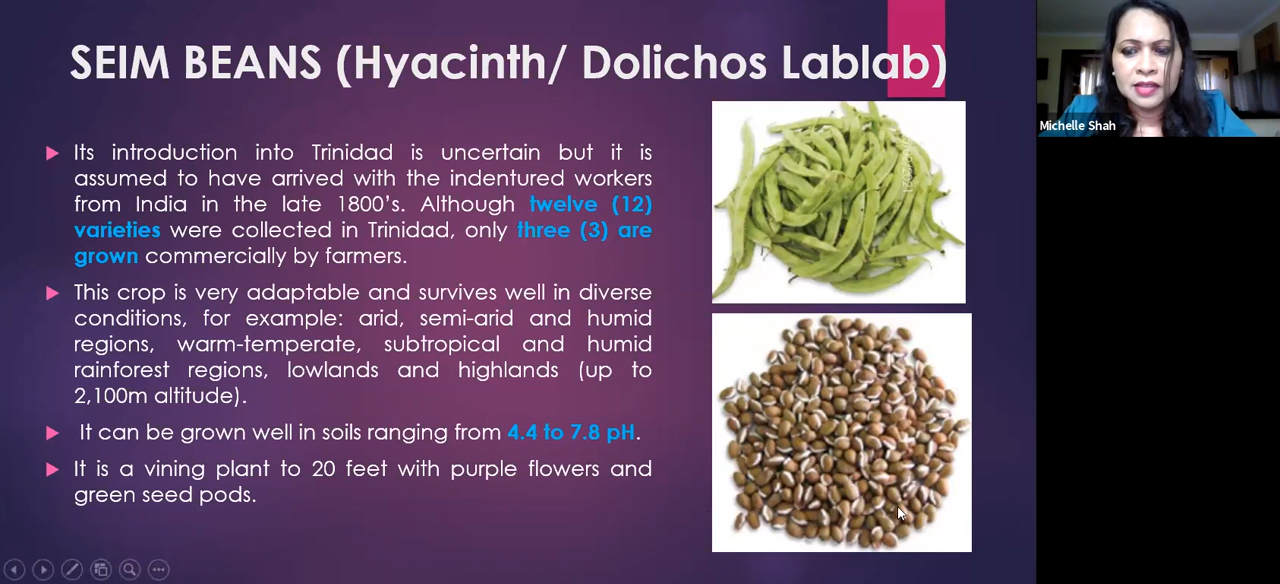 SEIM BEANS (Hyacinth/ Dolichos Lablab)
Its introduction into Trinidad is uncertain but it is
assumed to have arrived with the indentured workers
from India in the late 1800's. Although twelve (12)
varieties were collected in Trinidad, only three (3) are
grown commercially by farmers.
This crop is very adaptable and survives well in diverse
conditions, for example: arid, semi-arid and humid
regions, warm-temperate, subtropical and humid
rainforest regions, lowlands and highlands (up to
2,100m altitude).
It can be grown well in soils ranging from 4.4 to 7.8 pH.
It is a vining plant to 20 feet with purple flowers and
green seed pods.
Michelle Shah